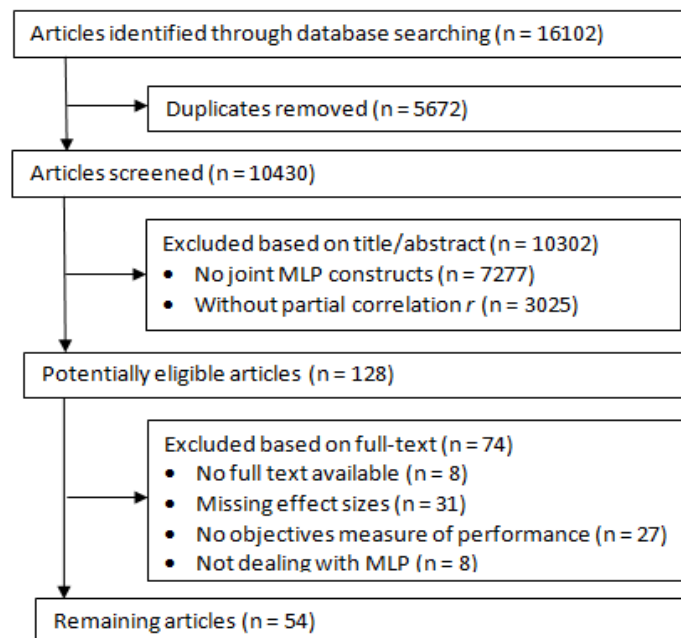 Articles identified through database searching (n = 16102)
Duplicates removed (n = 5672)
Articles screened (n = 10430)
Excluded based on title/abstract (n = 10302)
• No joint MLP constructs (n = 7277)
• Without partial correlation r (n = 3025)
Potentially eligible articles (n = 128)
Excluded based on full-text (n = 74)
• No full text available (n = 8)
• Missing effect sizes (n = 31)
• No objectives measure of performance (n = 27)
• Not dealing with MLP (n = 8)
Remaining articles (n = 54)